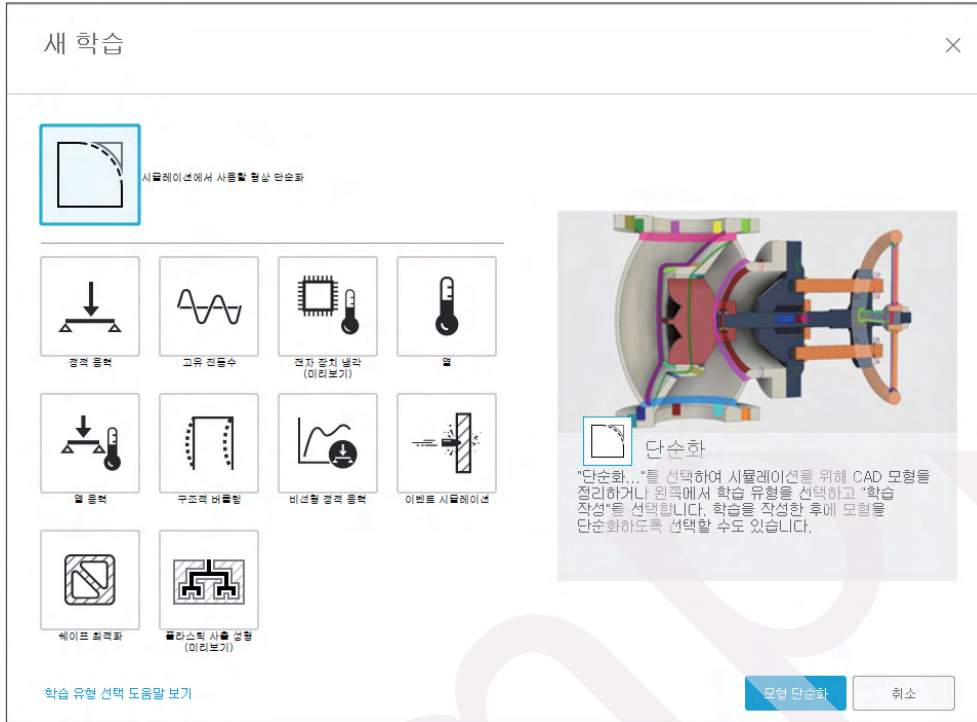 새 학습
시뮬레이션에서 사용할 형상 단순화
정적 응력
고유 진동수
전자 장치 냉각
(미리보기)
열
열 응력
구조적 버클링
비선형 정적 응력
이벤트 시뮬레이션
쉐이프 최적화
플라스틱 사출 성형
(미리보기)
단순화
"단순화..."를 선택하여 시뮬레이션을 위해 CAD 모형을
정리하거나 왼쪽에서 학습 유형을 선택하고 "학습
작성"을 선택합니다. 학습을 작성한 후에 모형을
단순화하도록 선택할 수도 있습니다.
학습 유형 선택 도움말 보기
모형 단순화
취소